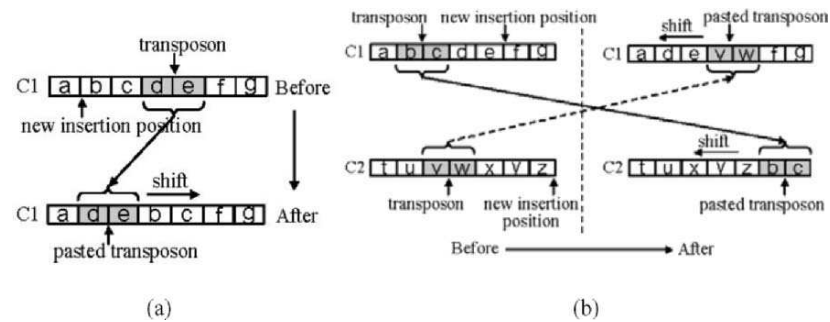 transposon
C1 a b c d e f g Before
new insertion position
shift
C1 a d e b c f g After
pasted transposon
(a)
transposon new insertion position
C1 a b c d e f g
pasted transposon
shift
C1 a d e v w f g
C2 t u v w x y z
transposon new insertion
position
shift
C2 t u x y z b c
pasted transposon
Before After
(b)